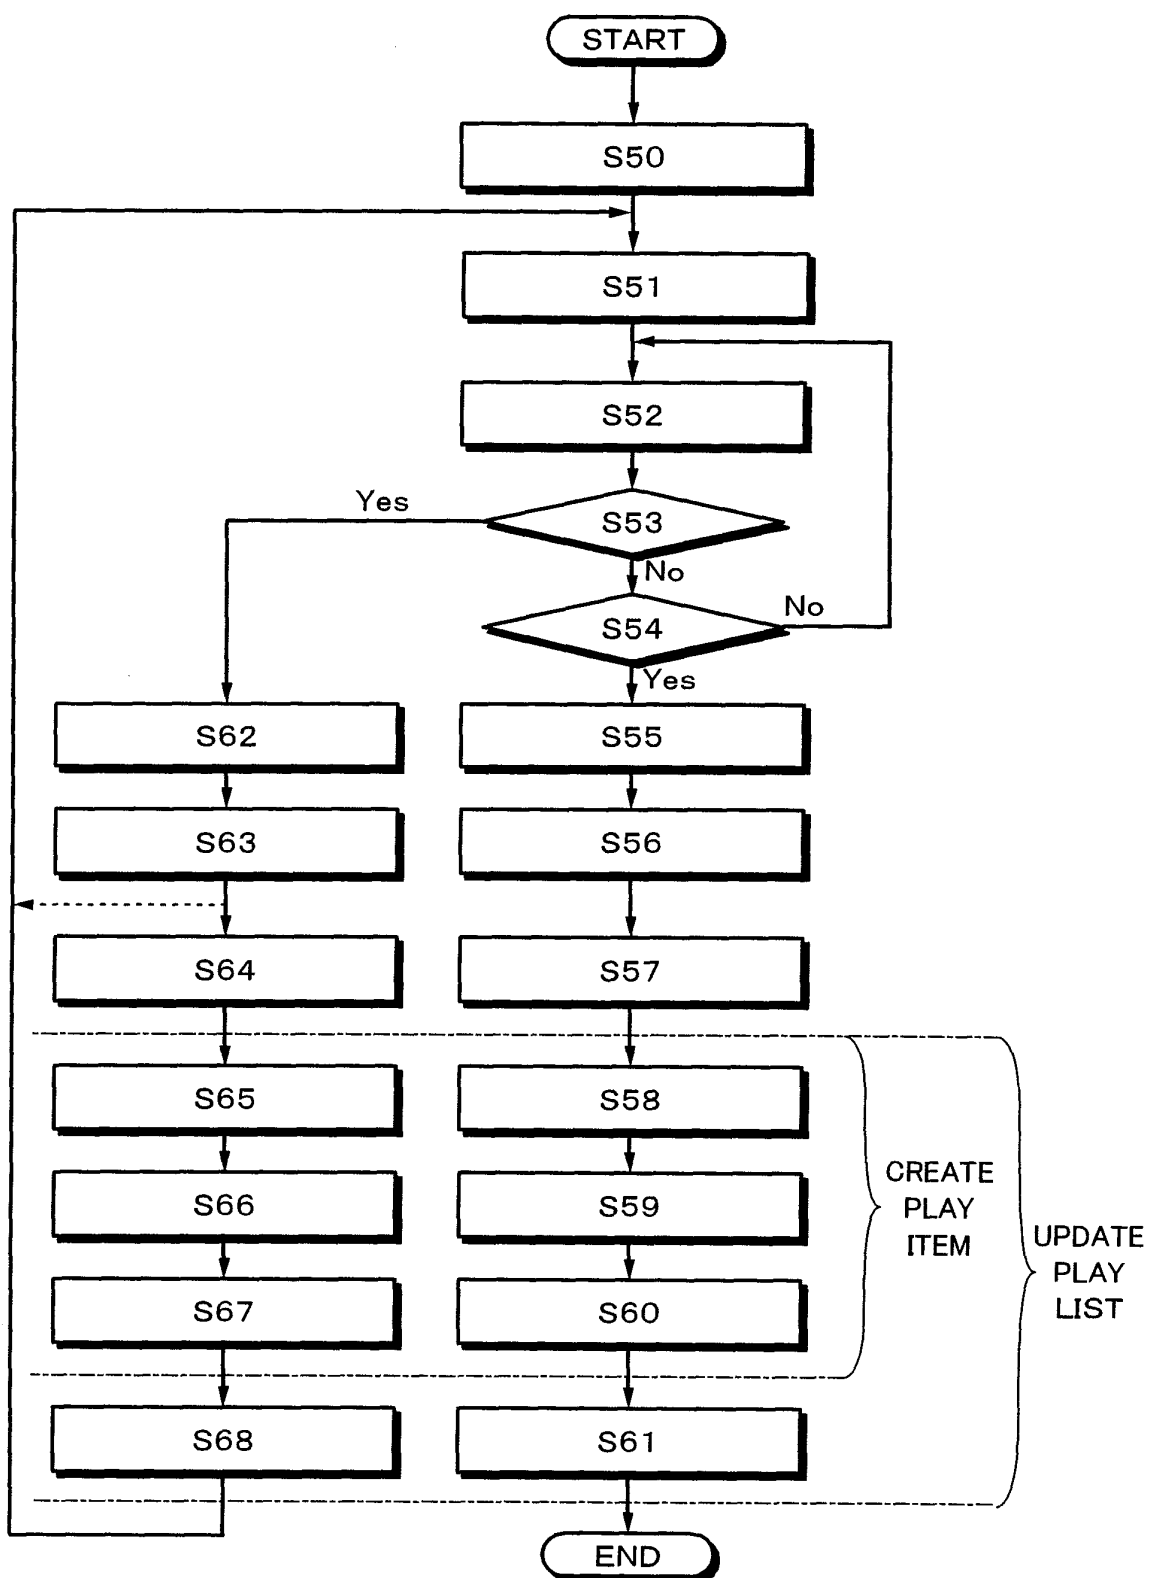 START
S50
S51
S52
Yes
S53
No
S54
No
Yes
S62
S55
S63
S56
S64
S57
S65
S58
S66
S59
S67
S60
CREATE
PLAY
ITEM
UPDATE
PLAY
LIST
S68
S61
END